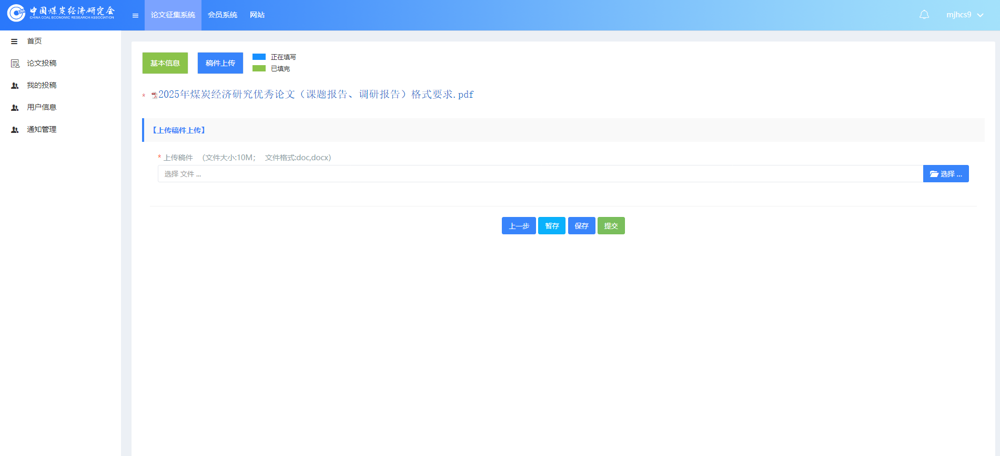 中国煤炭经济研究会
CHINA COAL ECONOMIC RESEARCH ASSOCIATION
论文征集系统
会员系统
网站
mjhcs9
首页
论文投稿
我的投稿
用户信息
通知管理
基本信息
稿件上传
正在填写
已填完
* 2025年煤炭经济研究优秀论文（课题报告、调研报告）格式要求.pdf
【上传稿件上传】
* 上传稿件 （文件大小:10M； 文件格式:doc,docx）
选择 文件 ...
选择 ...
上一步
暂存
保存
提交